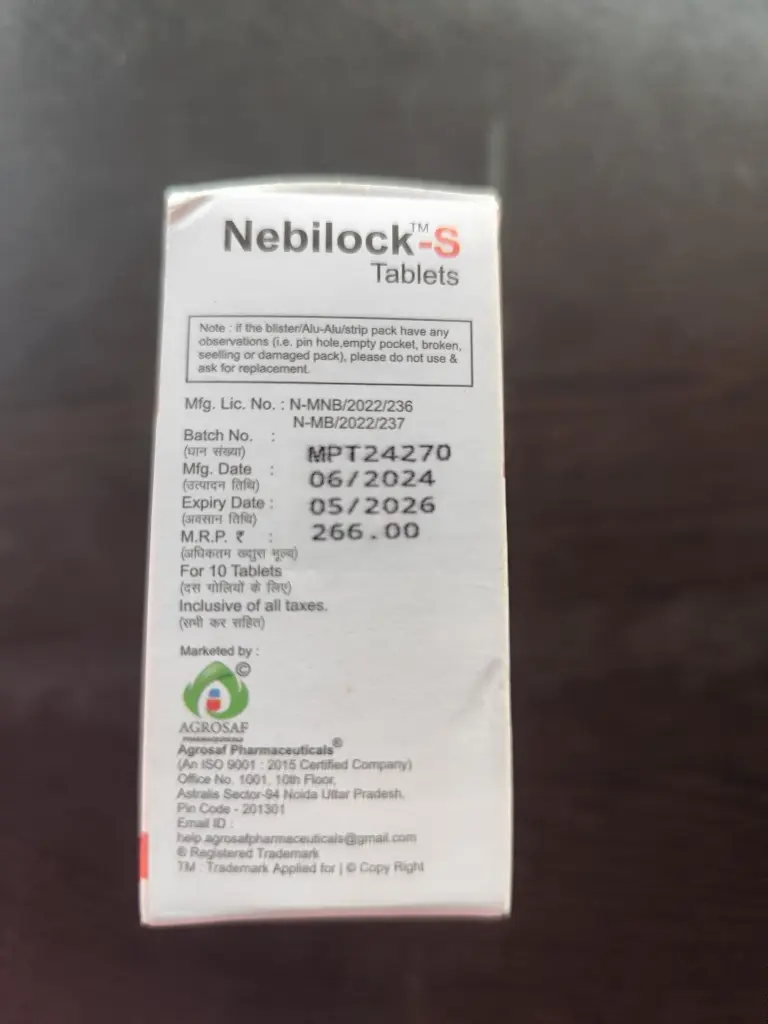 Nebilock™-S
Tablets
Note : if the blister/Alu-Alu/strip pack have any
observations (i.e. pin hole,empty pocket, broken,
seelling or damaged pack), please do not use &
ask for replacement.
Mfg. Lic. No. : N-MNB/2022/236
N-MB/2022/237
Batch No. : MPT24270
(घान संख्या)
Mfg. Date : 06/2024
(उत्पादन तिथि)
Expiry Date : 05/2026
(अवसान तिथि)
M.R.P. ₹ : 266.00
(अधिकतम खुदरा मूल्य)
For 10 Tablets
(दस गोलियों के लिए)
Inclusive of all taxes.
(सभी कर सहित)
Marketed by :
©
AGROSAF
PHARMACEUTICALS
Agrosaf Pharmaceuticals®
(An ISO 9001 : 2015 Certified Company)
Office No. 1001, 10th Floor,
Astralis Sector-94 Noida Uttar Pradesh.
Pin Code - 201301
Email ID :
help.agrosafpharmaceuticals@gmail.com
® Registered Trademark
TM : Trademark Applied for | © Copy Right